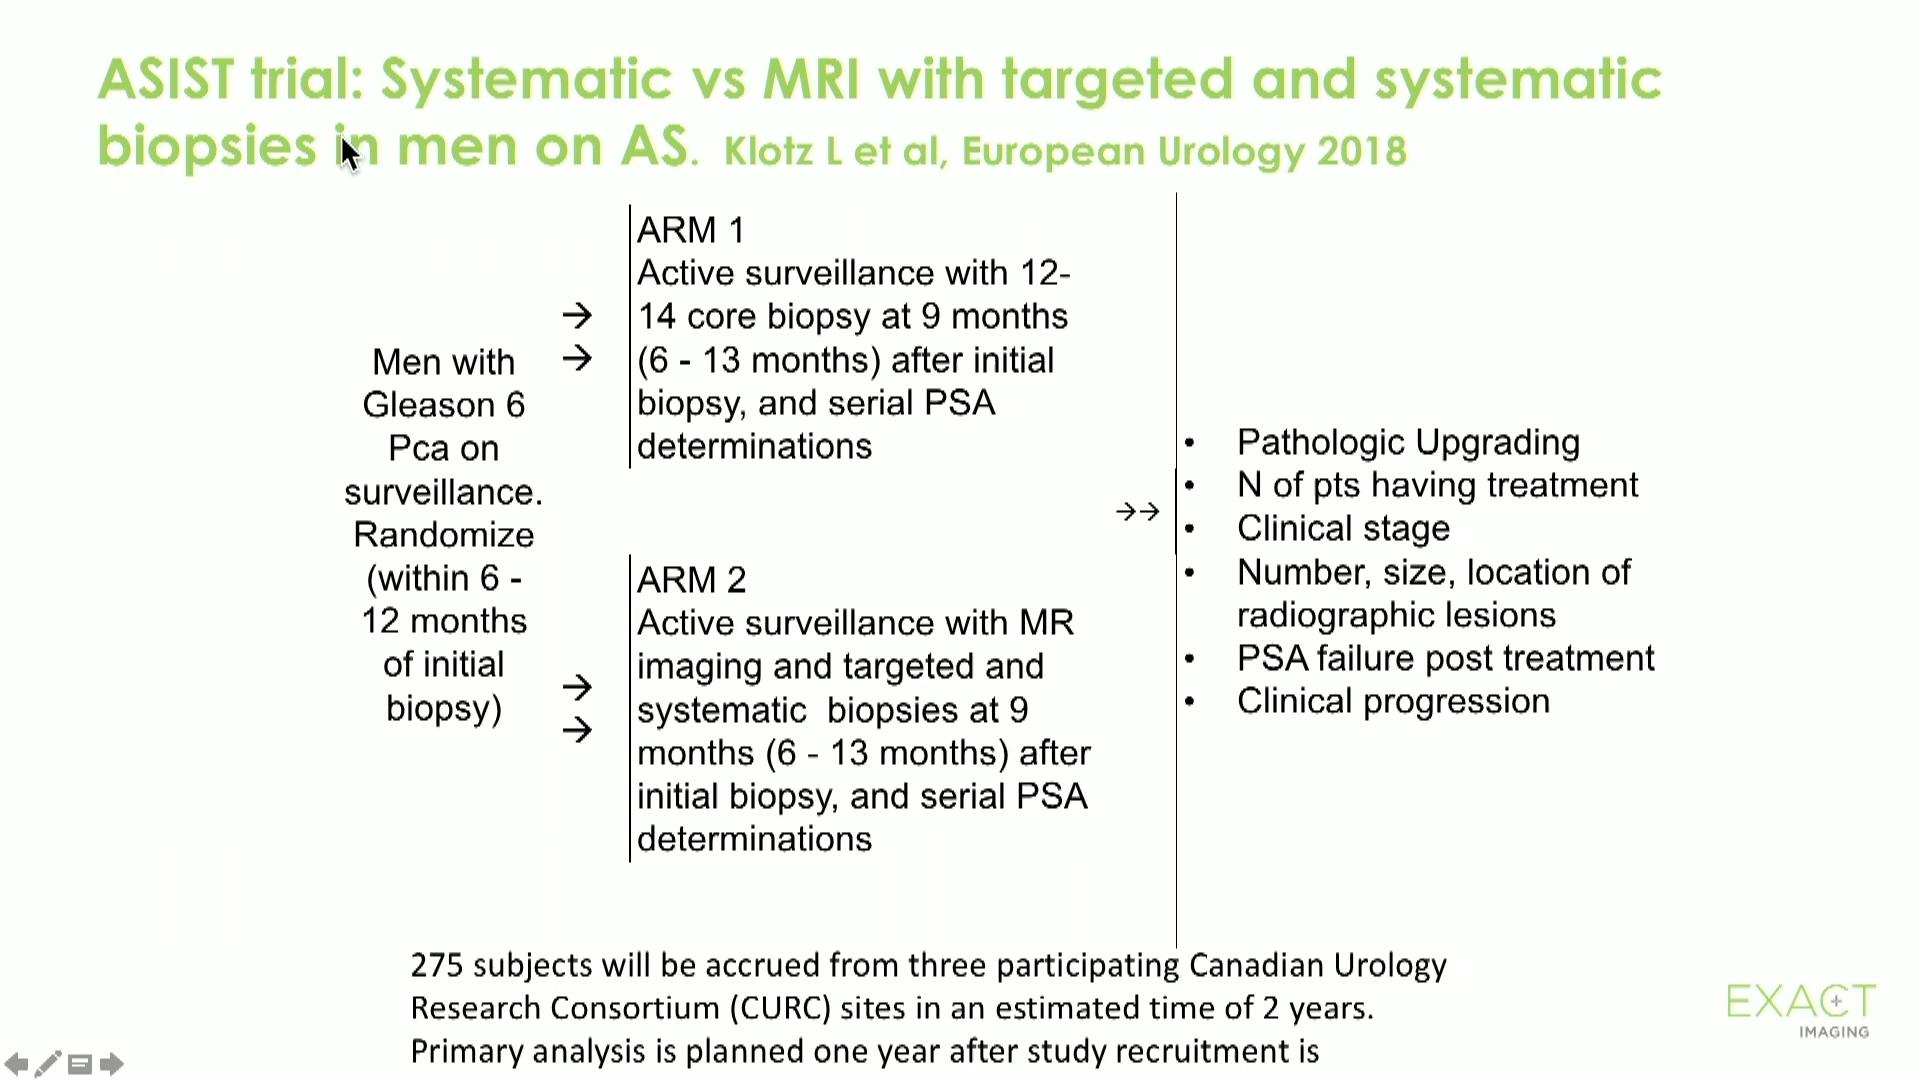 ASIST trial: Systematic vs MRI with targeted and systematic
biopsies in men on AS. Klotz L et al, European Urology 2018
Men with
Gleason 6
Pca on
surveillance.
Randomize
(within 6 -
12 months
of initial
biopsy)
→
→
ARM 1
Active surveillance with 12-
14 core biopsy at 9 months
(6 - 13 months) after initial
biopsy, and serial PSA
determinations
→
→
ARM 2
Active surveillance with MR
imaging and targeted and
systematic biopsies at 9
months (6 - 13 months) after
initial biopsy, and serial PSA
determinations
→→
• Pathologic Upgrading
• N of pts having treatment
• Clinical stage
• Number, size, location of
radiographic lesions
• PSA failure post treatment
• Clinical progression
275 subjects will be accrued from three participating Canadian Urology
Research Consortium (CURC) sites in an estimated time of 2 years.
Primary analysis is planned one year after study recruitment is
EXACT
IMAGING